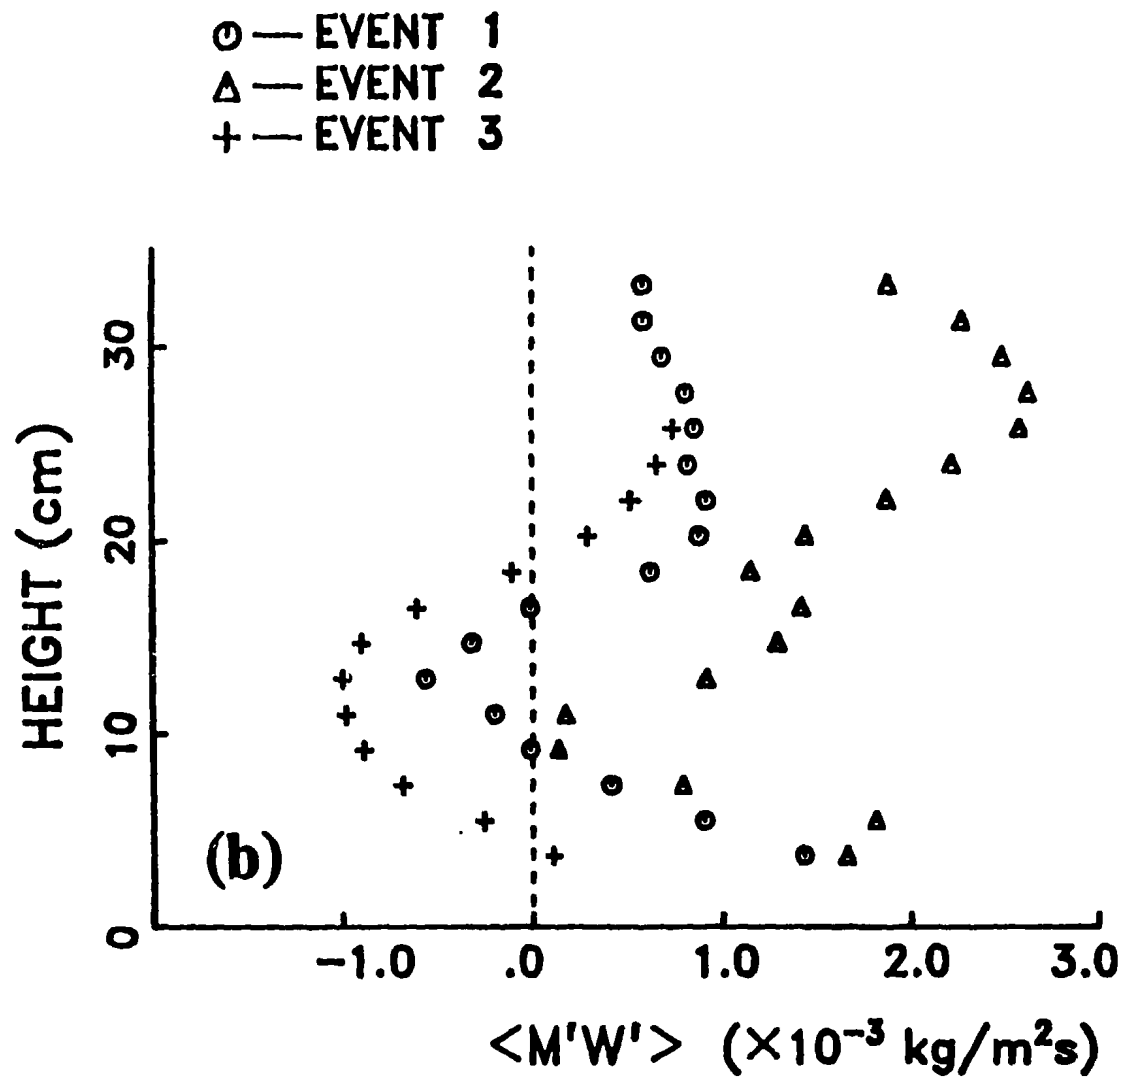 ⊙ — EVENT 1
△ — EVENT 2
+ — EVENT 3
30
20
10
0
HEIGHT (cm)
(b)
-1.0 .0 1.0 2.0 3.0
<M'W'> (×10⁻³ kg/m²s)